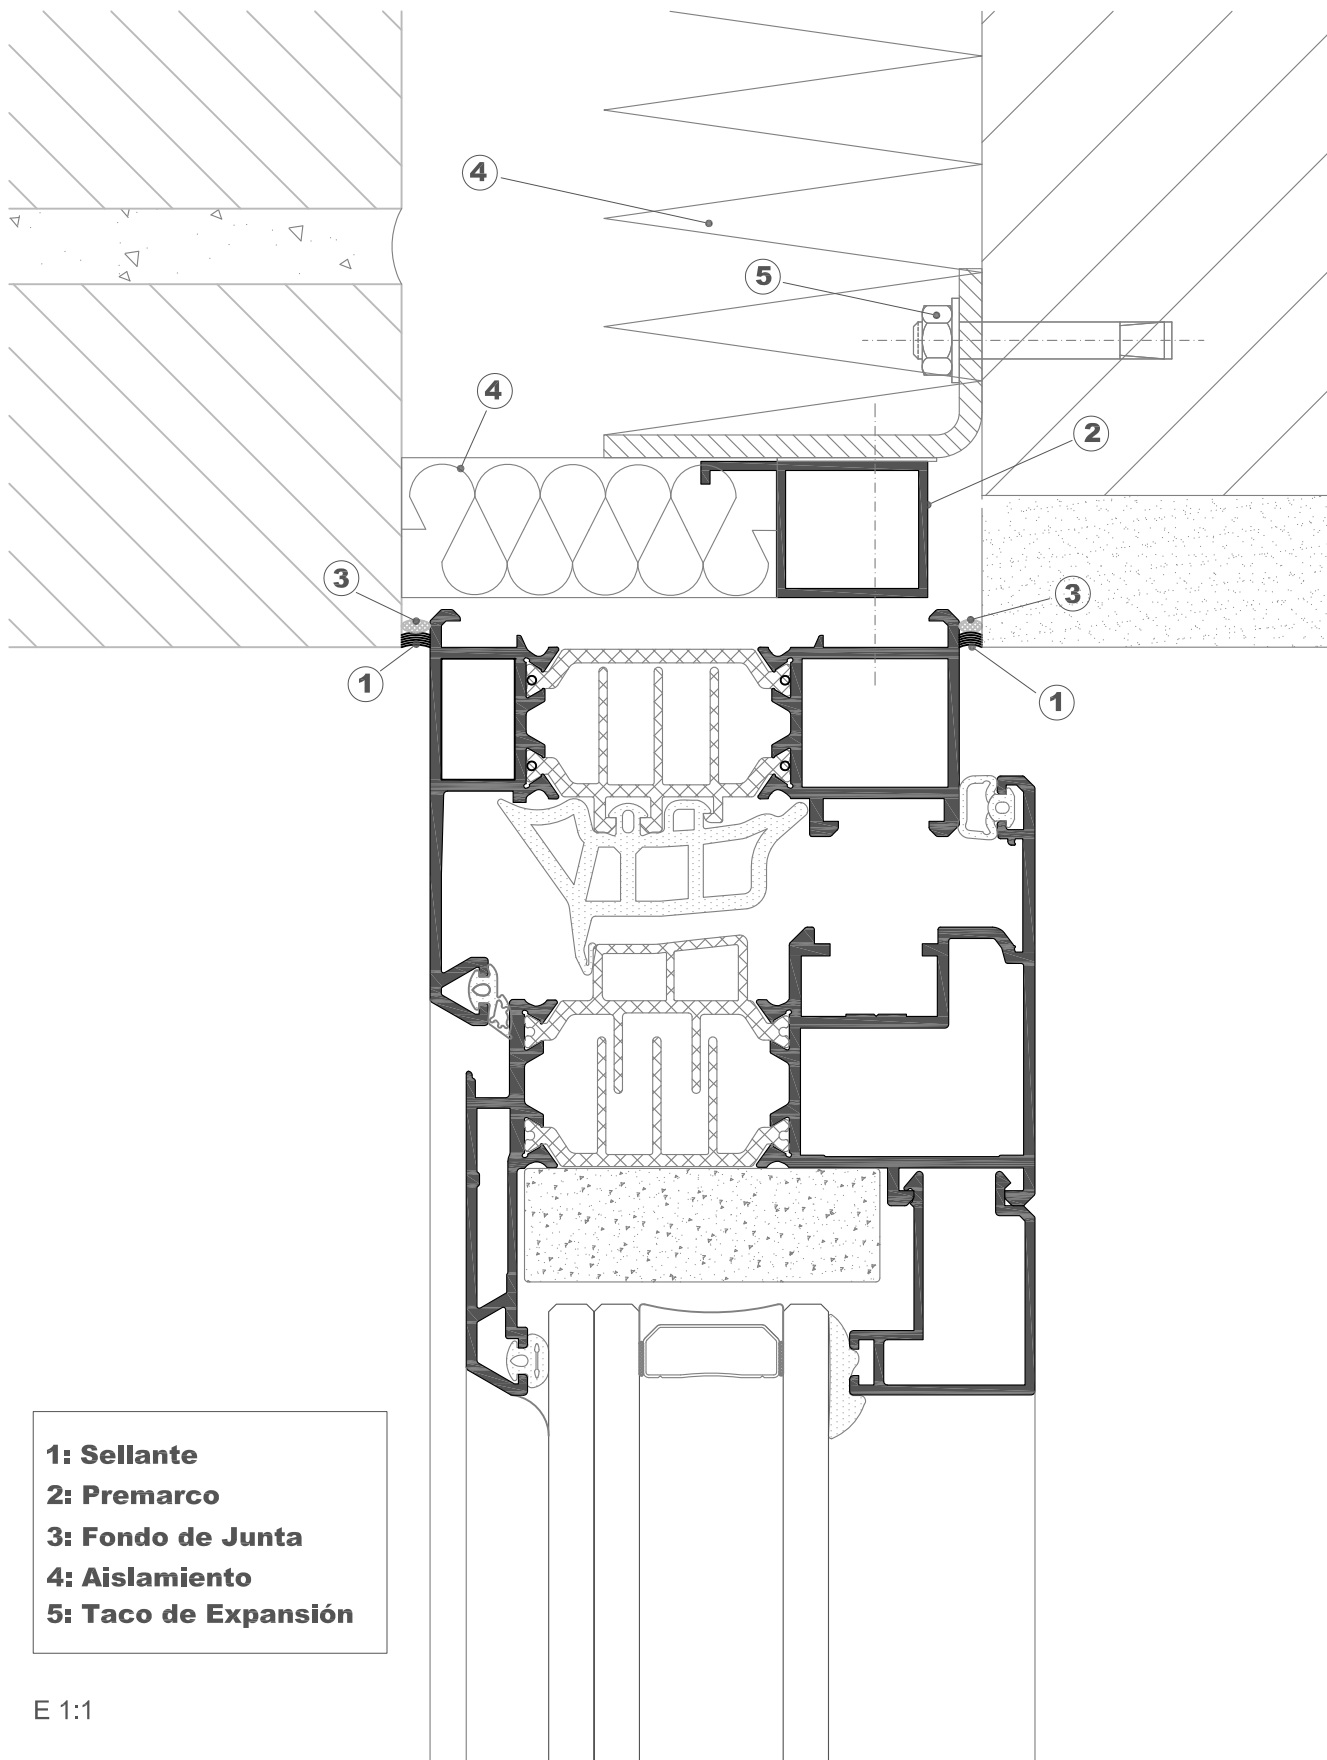 4
5
4
2
3
3
1
1
1: Sellante
2: Premarco
3: Fondo de Junta
4: Aislamiento
5: Taco de Expansión
E 1:1